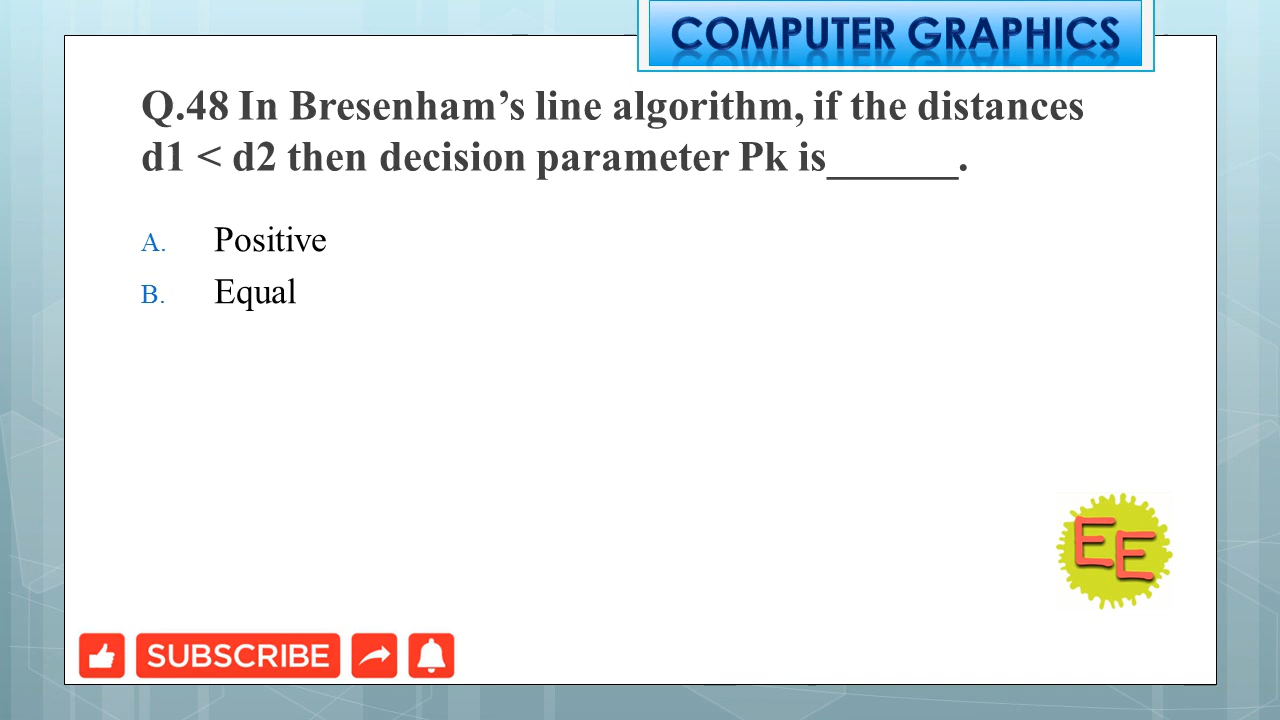 COMPUTER GRAPHICS
Q.48 In Bresenham’s line algorithm, if the distances
d1 < d2 then decision parameter Pk is______.
A. Positive
B. Equal
EE
SUBSCRIBE